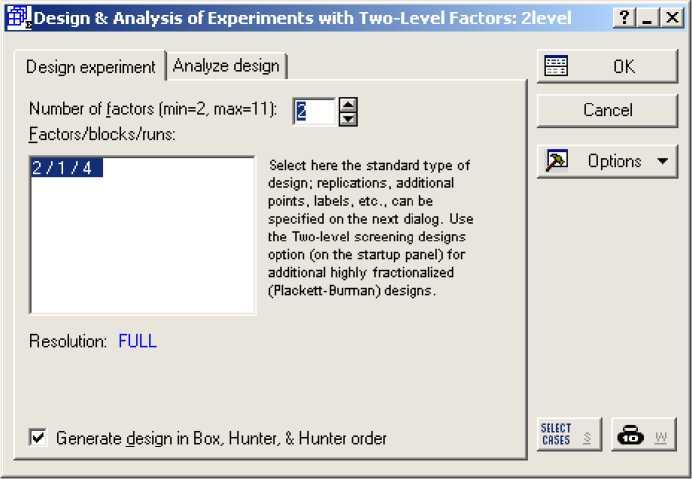 Design & Analysis of Experiments with Two-Level Factors: 2level
Design experiment
Analyze design
Number of factors (min=2, max=11): 2
Factors/blocks/runs:
2 / 1 / 4
Select here the standard type of
design; replications, additional
points, labels, etc., can be
specified on the next dialog. Use
the Two-level screening designs
option (on the startup panel) for
additional highly fractionalized
(Plackett-Burman) designs.
Resolution: FULL
Generate design in Box, Hunter, & Hunter order
OK
Cancel
Options
SELECT
CASES S
10 W